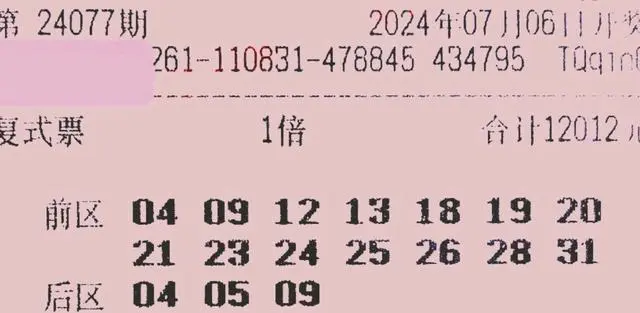 第 24077期 2024年07月06日开奖
261-110831-478845 434795 TQqin
复式票 1倍 合计12012元
前区 04 09 12 13 18 19 20
21 23 24 25 26 28 31
后区 04 05 09